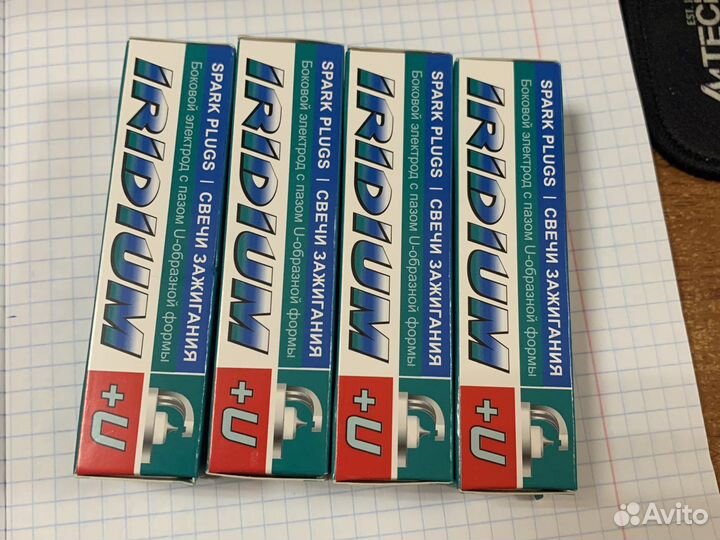 SPARK PLUGS | СВЕЧИ ЗАЖИГАНИЯ
Боковой электрод с пазом U-образной формы
IRIDIUM
+U
SPARK PLUGS | СВЕЧИ ЗАЖИГАНИЯ
Боковой электрод с пазом U-образной формы
IRIDIUM
+U
SPARK PLUGS | СВЕЧИ ЗАЖИГАНИЯ
Боковой электрод с пазом U-образной формы
IRIDIUM
+U
SPARK PLUGS | СВЕЧИ ЗАЖИГАНИЯ
Боковой электрод с пазом U-образной формы
IRIDIUM
+U
EST.
Avito